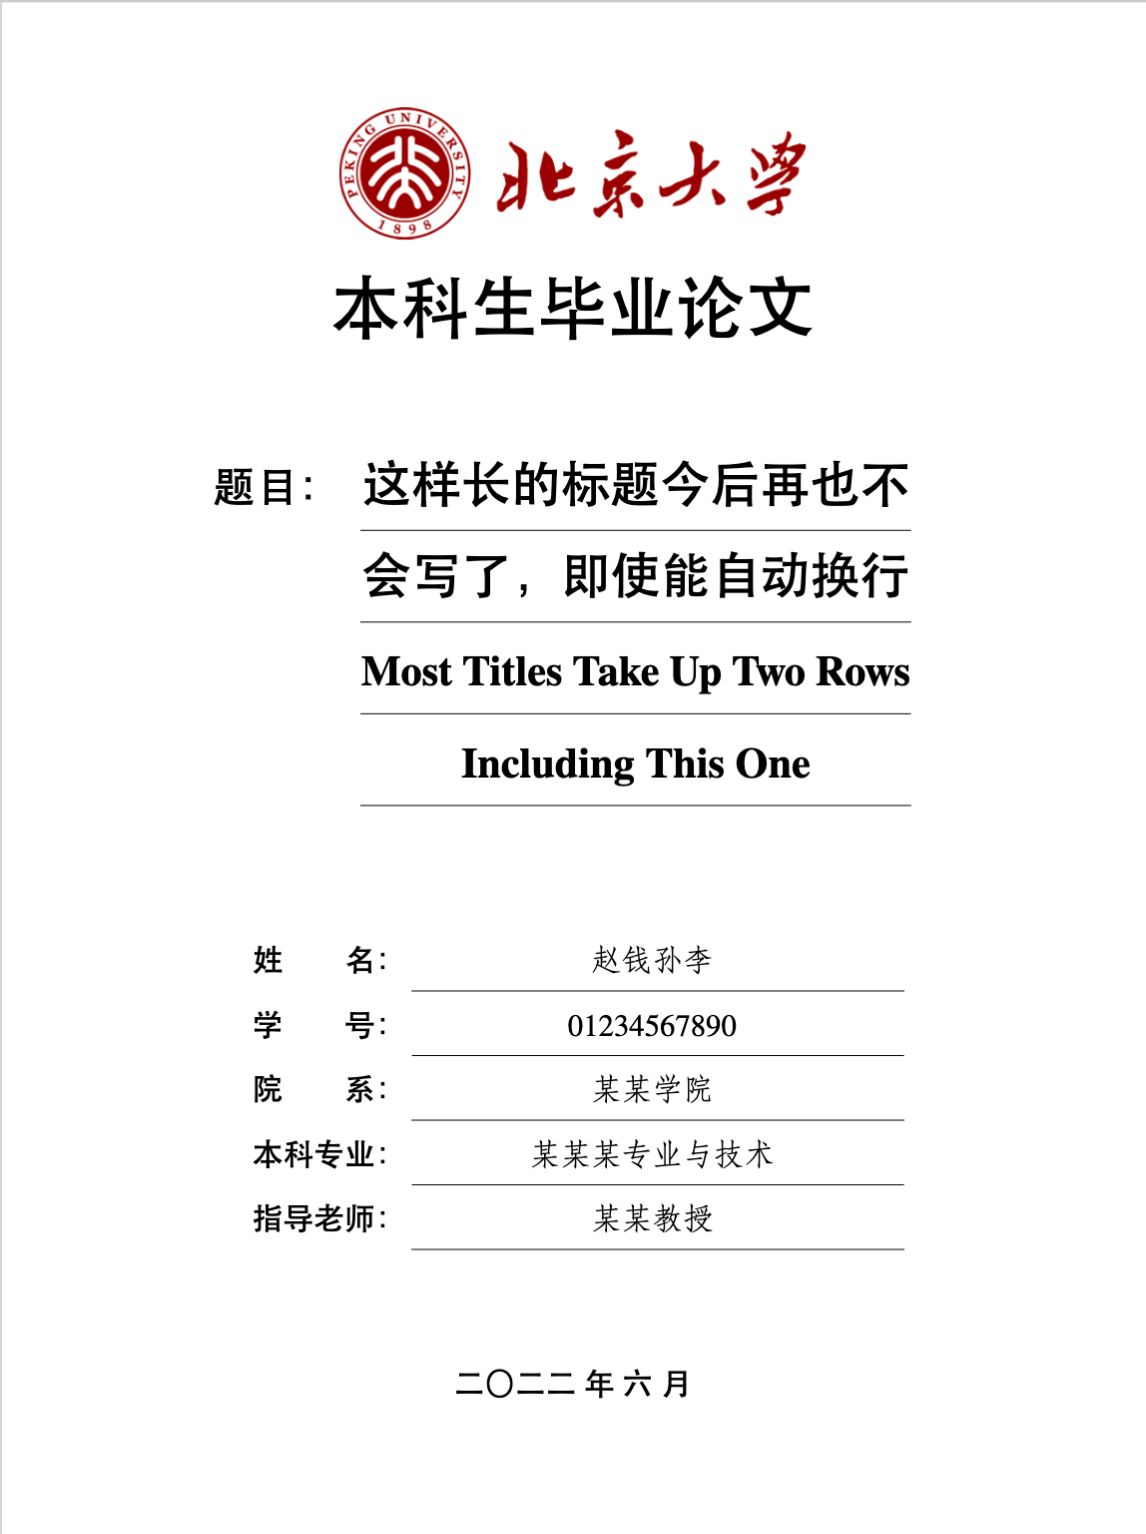 PEKING UNIVERSITY
1898
北京大学
本科生毕业论文
题目： 这样长的标题今后再也不
会写了，即使能自动换行
Most Titles Take Up Two Rows
Including This One
姓 名： 赵钱孙李
学 号： 01234567890
院 系： 某某学院
本科专业： 某某某专业与技术
指导老师： 某某教授
二〇二二 年 六 月